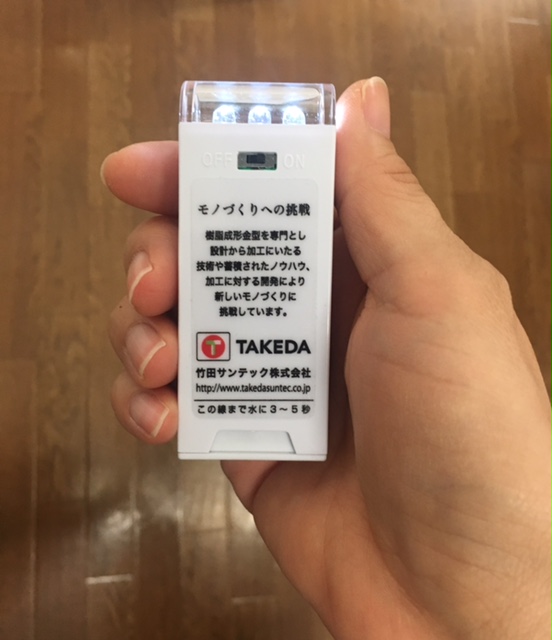 OFF ON
モノづくりへの挑戦
樹脂成形金型を専門とし
設計から加工にいたる
技術や蓄積されたノウハウ、
加工に対する開発により
新しいモノづくりに
挑戦しています。
T TAKEDA
竹田サンテック株式会社
http://www.takedasuntec.co.jp
この線まで水に3〜5秒